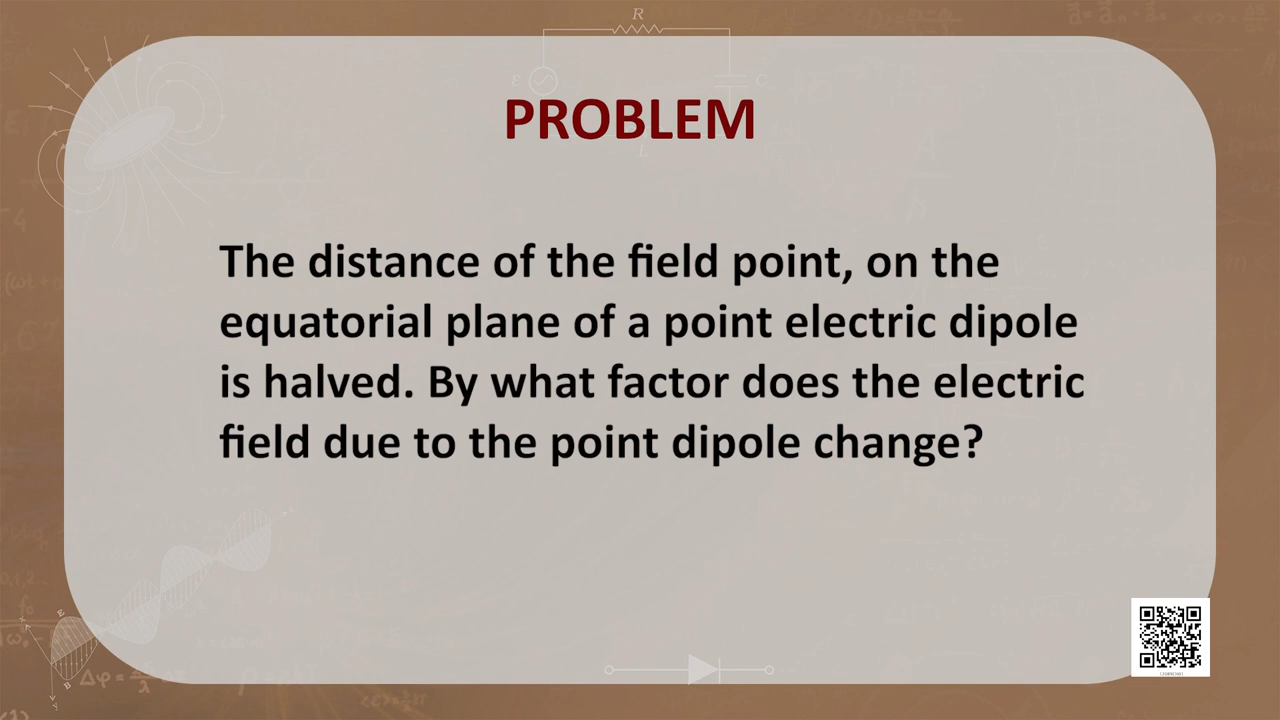 R
ε
C
L
PROBLEM
The distance of the field point, on the
equatorial plane of a point electric dipole
is halved. By what factor does the electric
field due to the point dipole change?
E
B